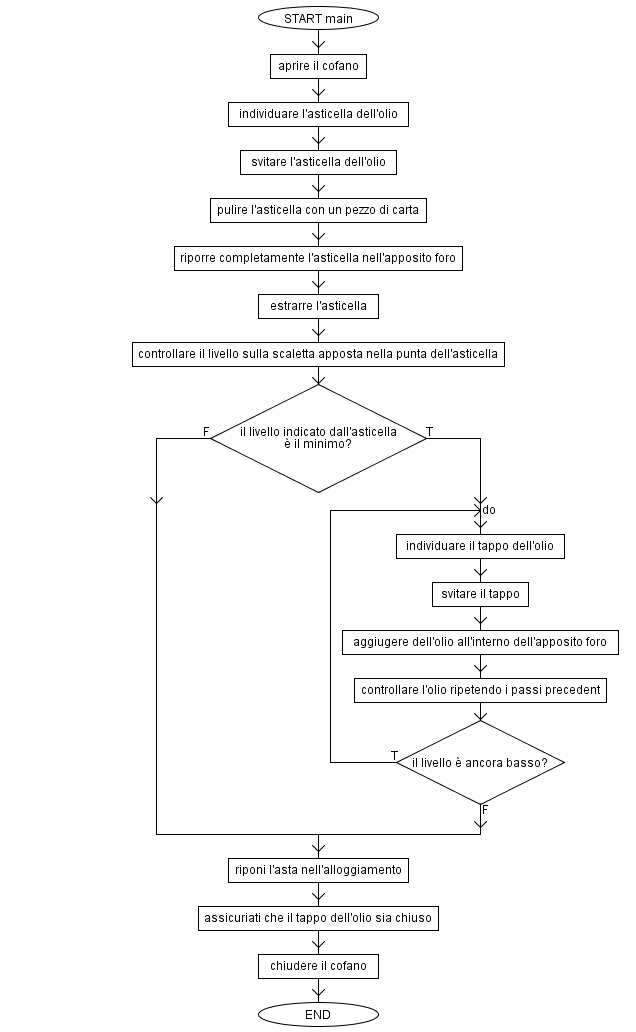 START main
aprire il cofano
individuare l'asticella dell'olio
svitare l'asticella dell'olio
pulire l'asticella con un pezzo di carta
riporre completamente l'asticella nell'apposito foro
estrarre l'asticella
controllare il livello sulla scaletta apposta nella punta dell'asticella
il livello indicato dall'asticella
è il minimo?
F
T
do
individuare il tappo dell'olio
svitare il tappo
aggiugere dell'olio all'interno dell'apposito foro
controllare l'olio ripetendo i passi precedent
il livello è ancora basso?
T
F
riponi l'asta nell'alloggiamento
assicuriati che il tappo dell'olio sia chiuso
chiudere il cofano
END